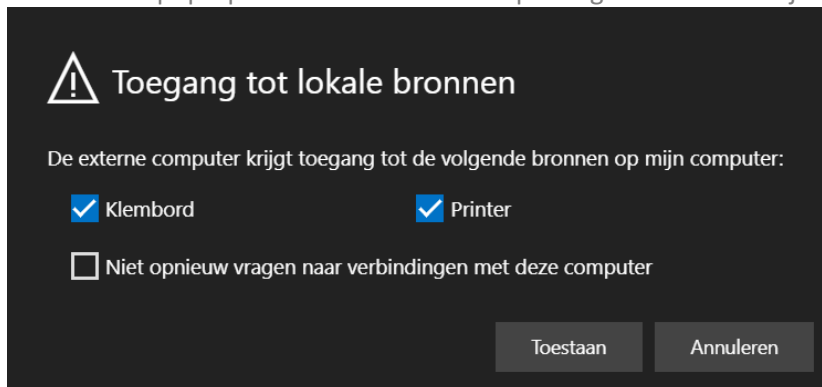 Toegang tot lokale bronnen
De externe computer krijgt toegang tot de volgende bronnen op mijn computer:
Klembord Printer
Niet opnieuw vragen naar verbindingen met deze computer
Toestaan Annuleren